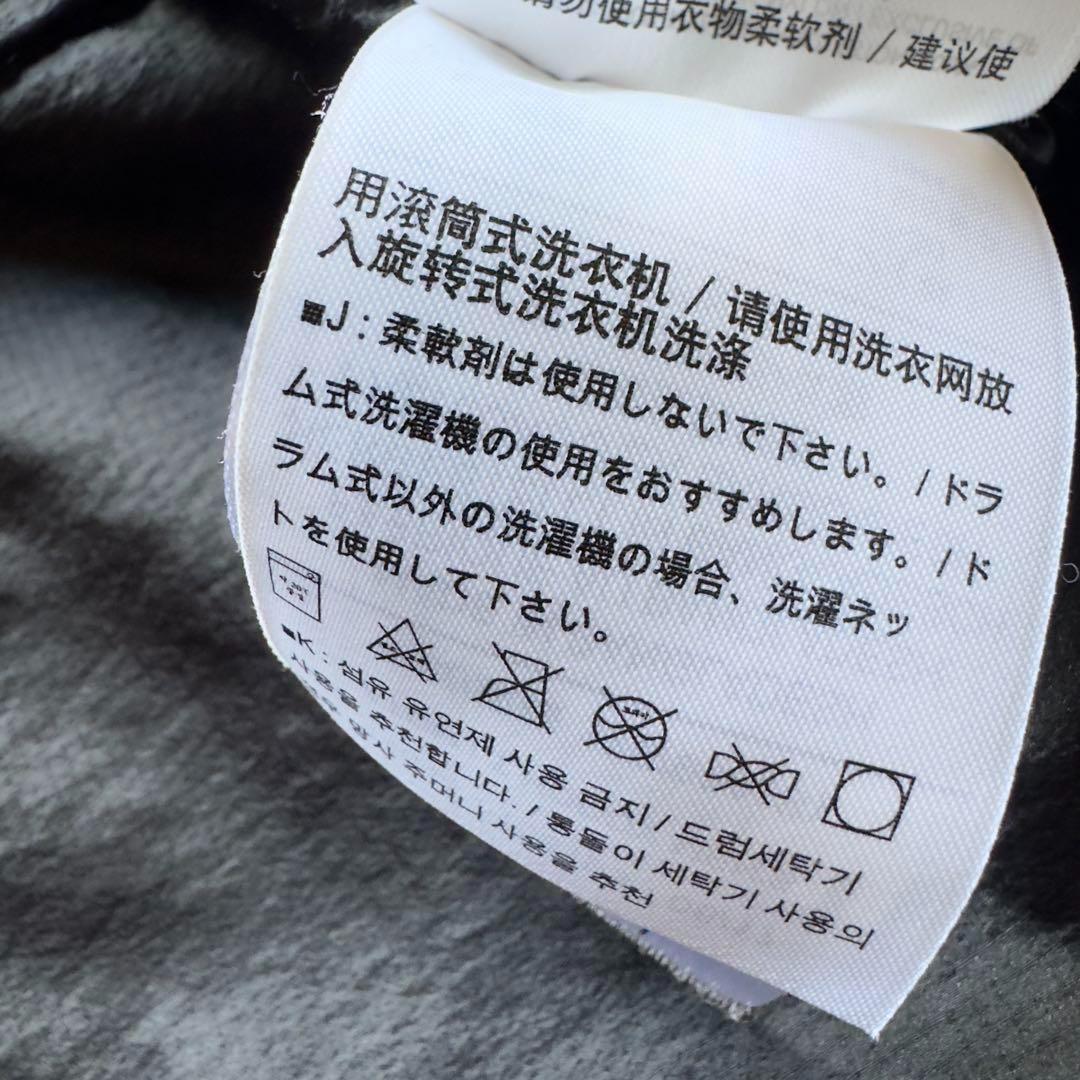 请勿使用衣物柔软剂 / 建议使
用滚筒式洗衣机 / 请使用洗衣网放
入旋转式洗衣机洗涤
■J : 柔軟剤は使用しないで下さい。/ ドラ
ム式洗濯機の使用をおすすめします。/ ド
ラム式以外の洗濯機の場合、洗濯ネッ
トを使用して下さい。
■K : 섬유 유연제 사용 금지 / 드럼세탁기
사용을 추천합니다. / 통돌이 세탁기 사용의
주머니 사용을 추천